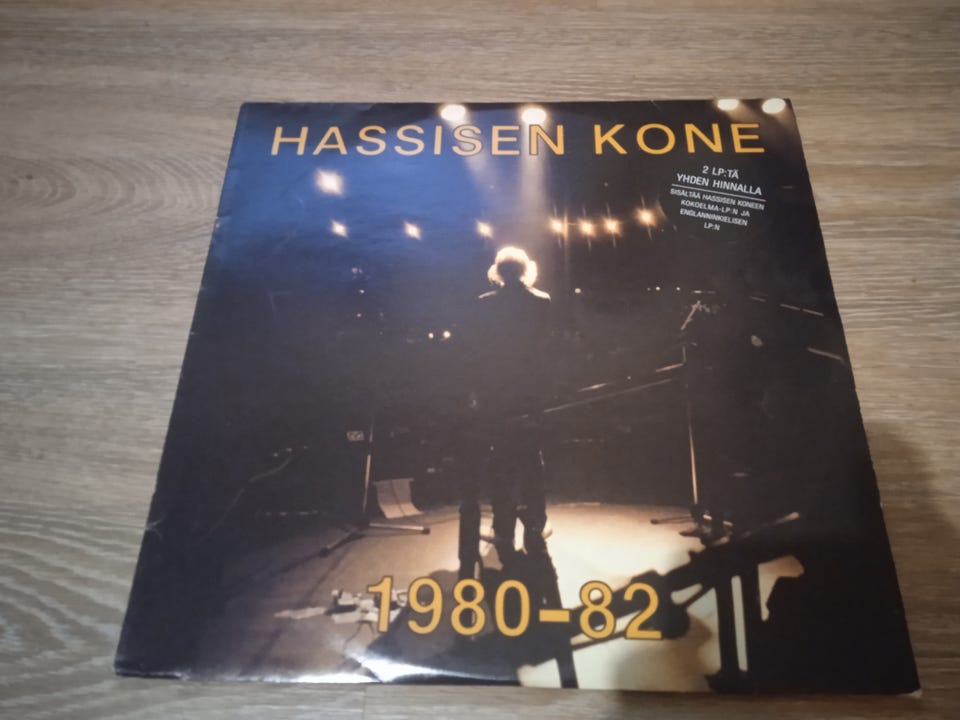 HASSISEN KONE
2 LP:TÄ
YHDEN HINNALLA
SISÄLTÄÄ HASSISEN KONEEN
KOKOELMA-LP:N JA
ENGLANNINKIELISEN
LP:N
1980-82